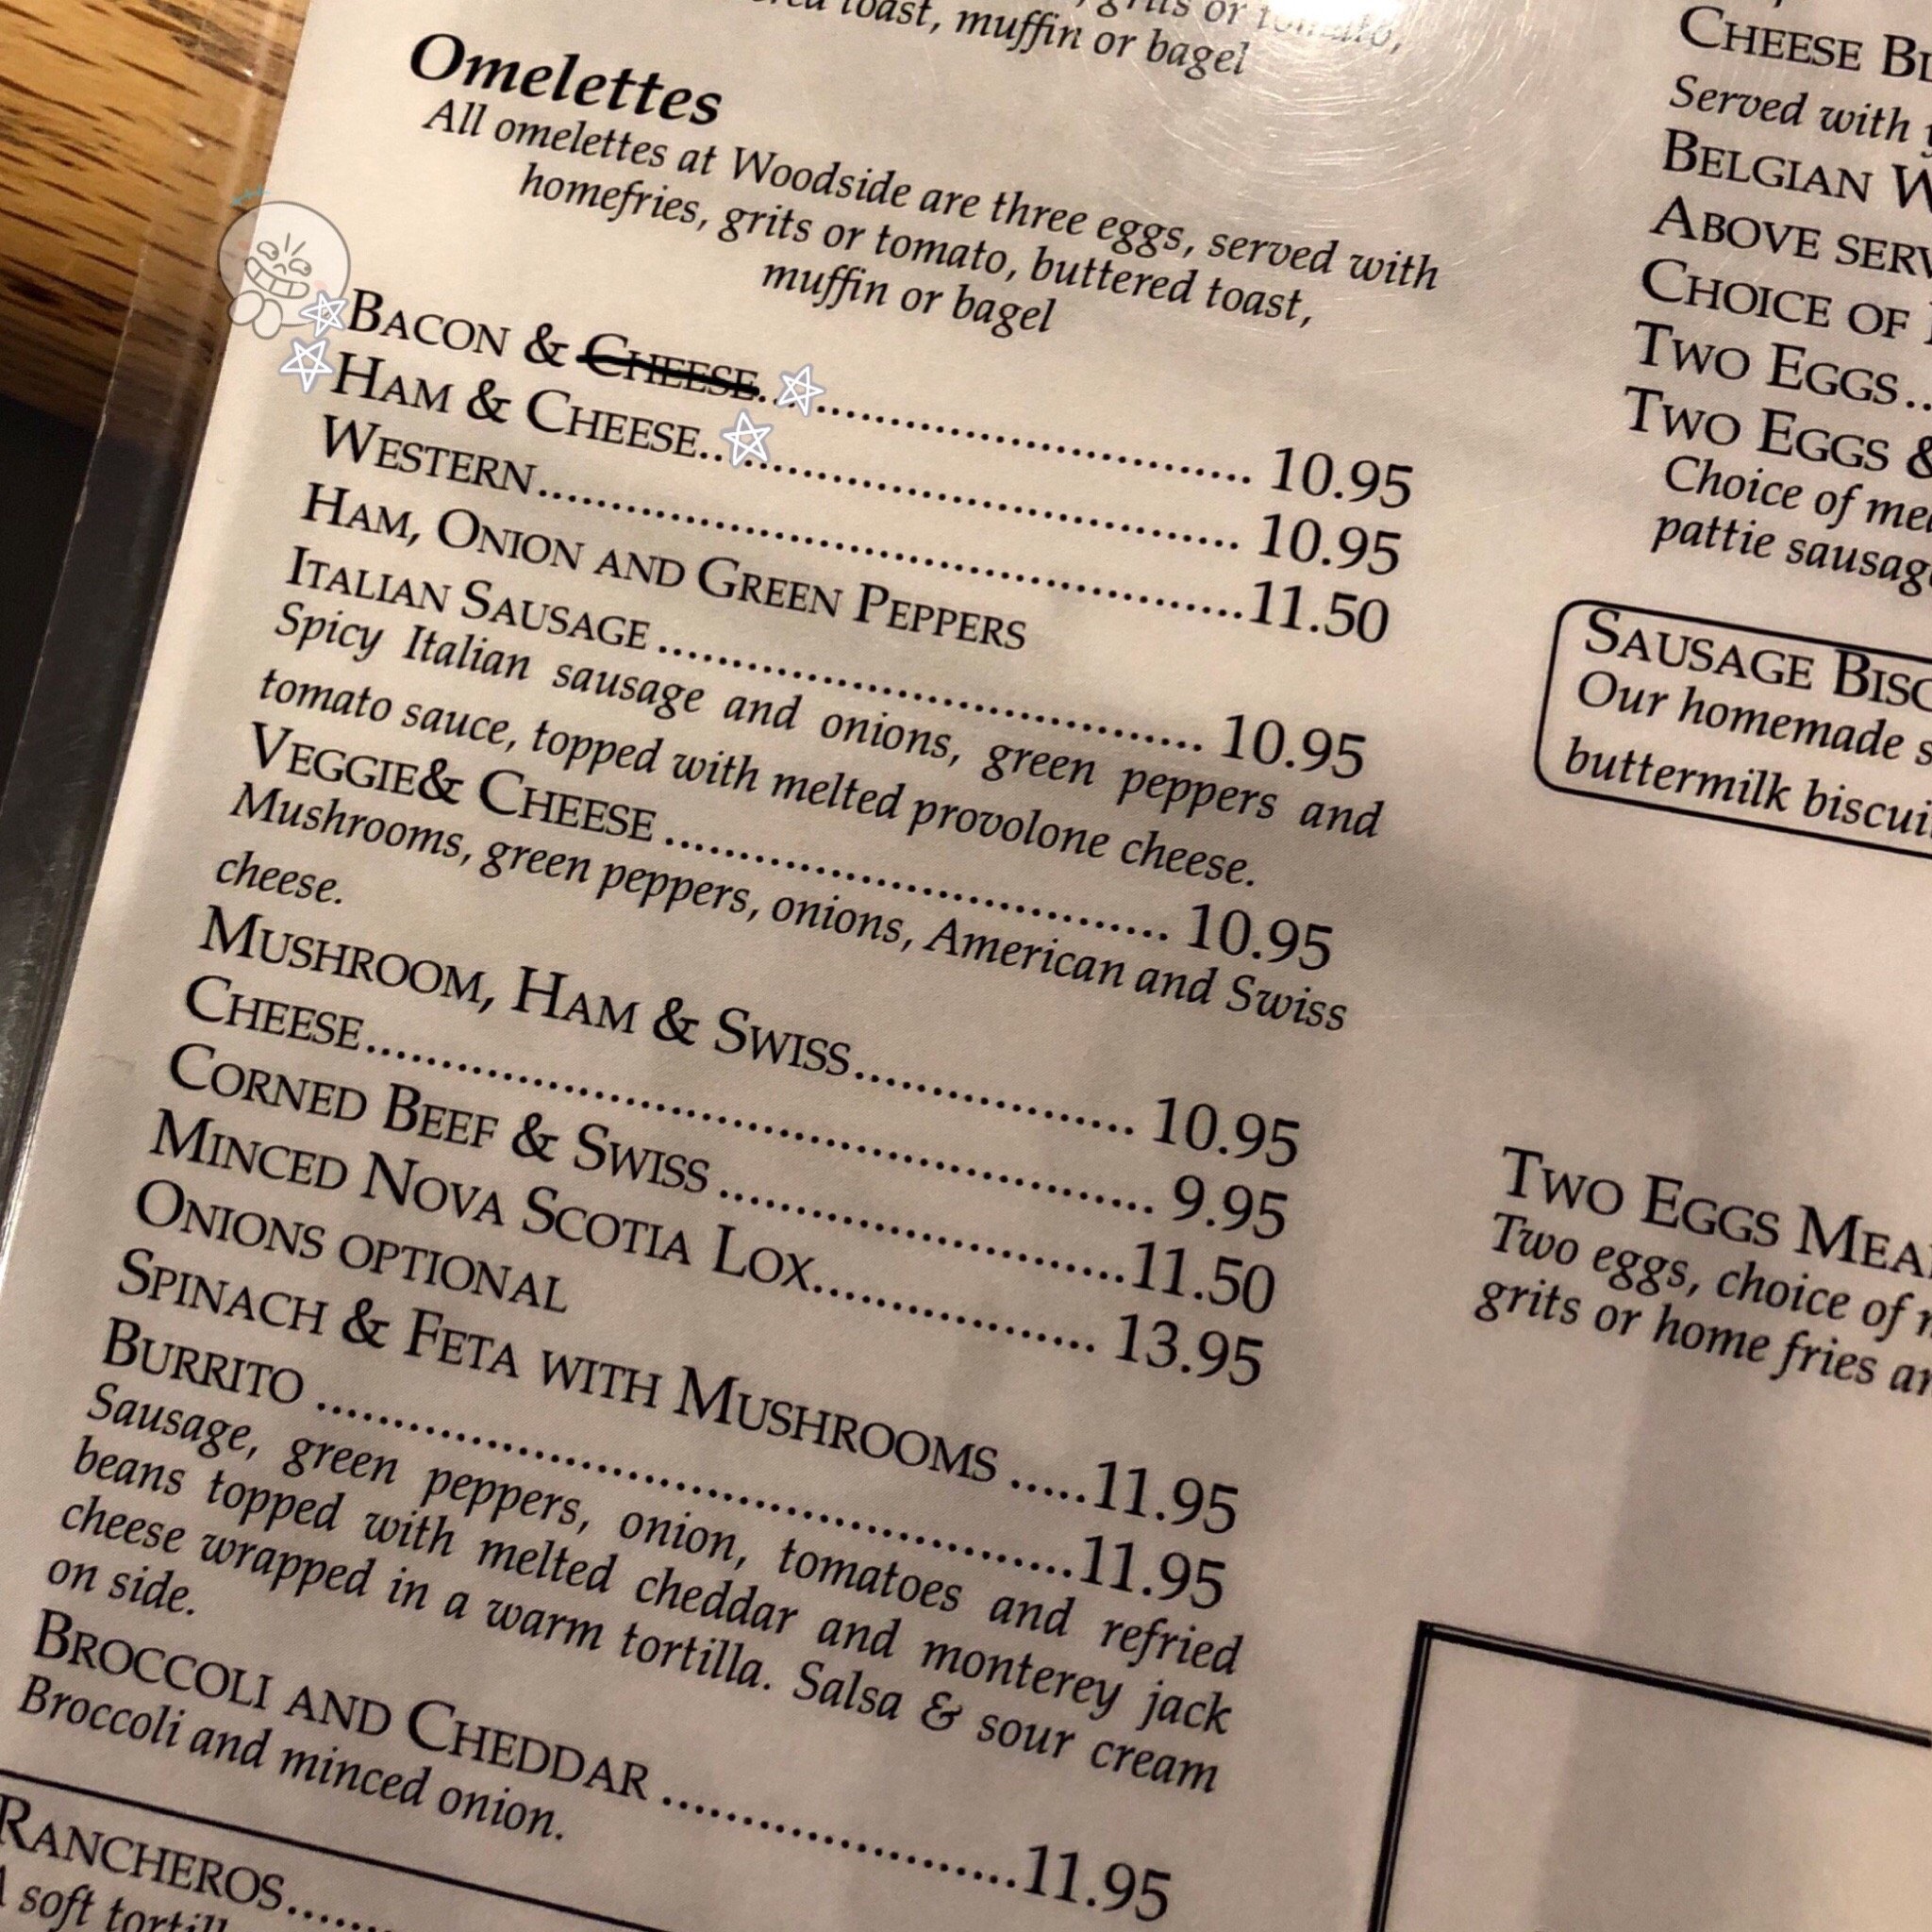 grits or tomato,
toast, muffin or bagel
Omelettes
All omelettes at Woodside are three eggs, served with
homefries, grits or tomato, buttered toast,
muffin or bagel
BACON & CHEESE.............................. 10.95
HAM & CHEESE.............................. 10.95
WESTERN..........................................11.50
HAM, ONION AND GREEN PEPPERS
ITALIAN SAUSAGE ................................ 10.95
Spicy Italian sausage and onions, green peppers and
tomato sauce, topped with melted provolone cheese.
VEGGIE& CHEESE .............................. 10.95
Mushrooms, green peppers, onions, American and Swiss
cheese.
MUSHROOM, HAM & SWISS................. 10.95
CHEESE............................................... 9.95
CORNED BEEF & SWISS ........................11.50
MINCED NOVA SCOTIA LOX................. 13.95
ONIONS OPTIONAL
SPINACH & FETA WITH MUSHROOMS .....11.95
BURRITO .............................................11.95
Sausage, green peppers, onion, tomatoes and refried
beans topped with melted cheddar and monterey jack
cheese wrapped in a warm tortilla. Salsa & sour cream
on side.
BROCCOLI AND CHEDDAR .....................11.95
Broccoli and minced onion.
RANCHEROS......
A soft
CHEESE
Served with
BELGIAN
ABOVE
CHOICE OF
TWO EGGS..
TWO EGGS &
Choice of
pattie
SAUSAGE
Our homemade
buttermilk
TWO EGGS
Two eggs, choice of
grits or home fries